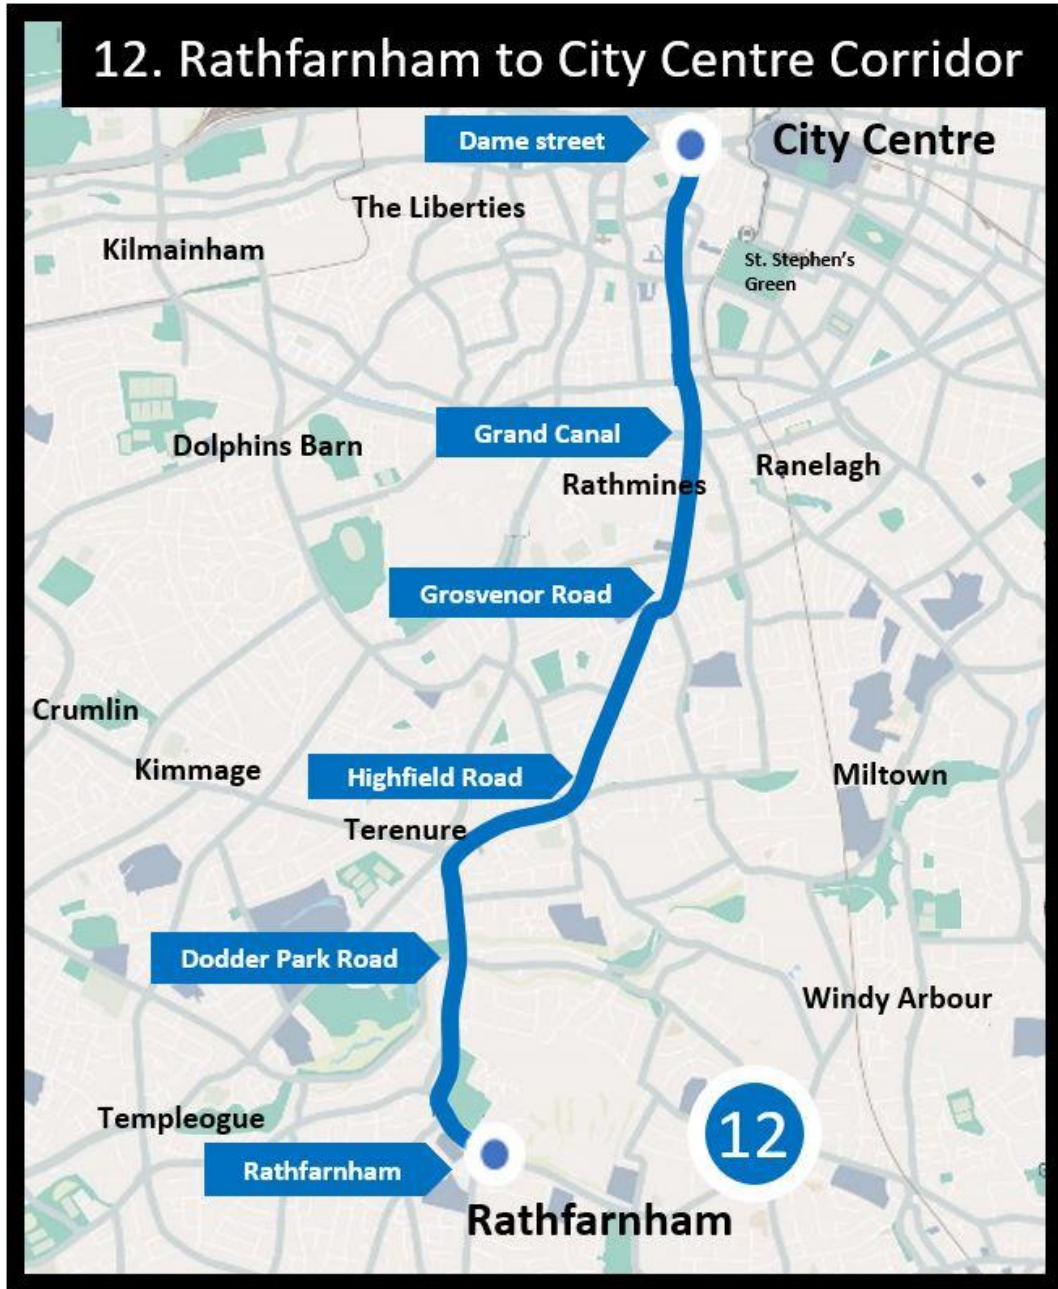 12. Rathfarnham to City Centre Corridor
Dame street
City Centre
The Liberties
Kilmainham
St. Stephen's
Green
Grand Canal
Dolphins Barn
Ranelagh
Rathmines
Grosvenor Road
Crumlin
Kimmage
Highfield Road
Miltown
Terenure
Dodder Park Road
Windy Arbour
Templeogue
12
Rathfarnham
Rathfarnham